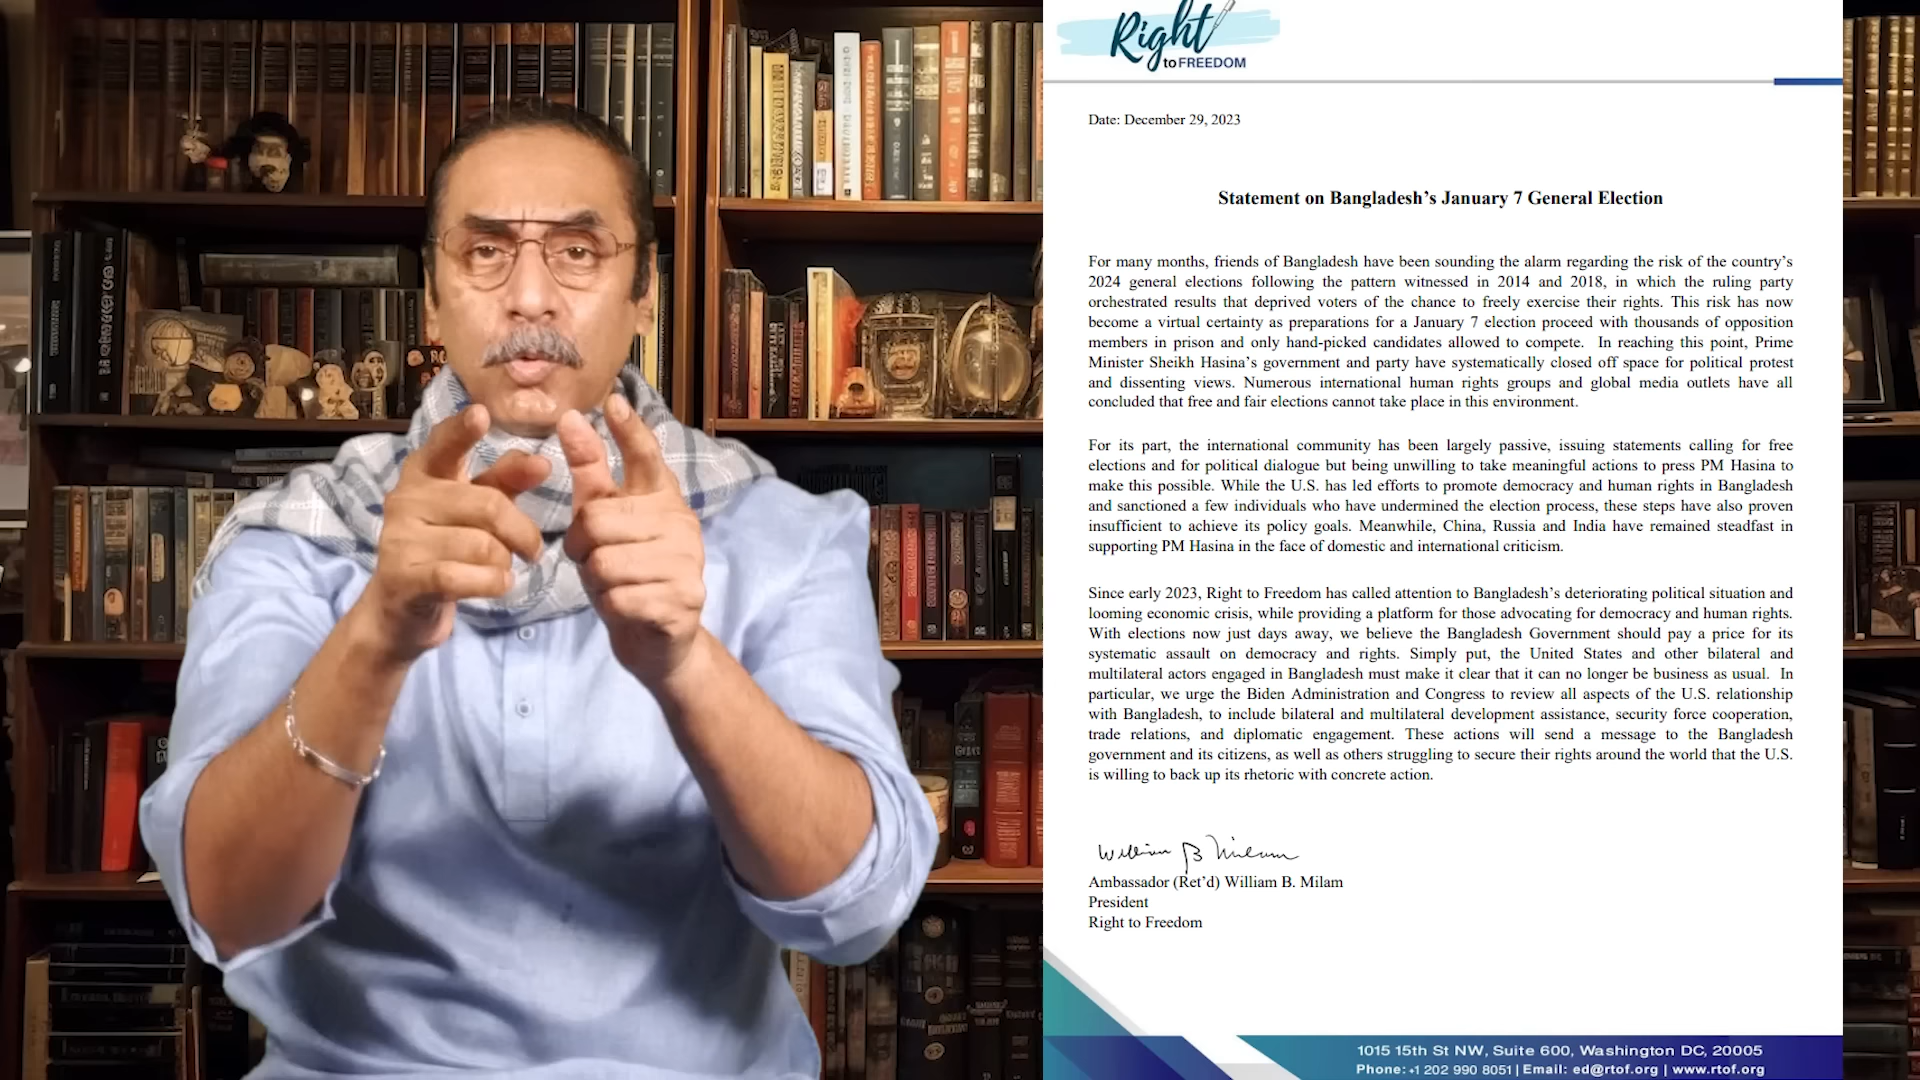 Right
to FREEDOM
Date: December 29, 2023
Statement on Bangladesh's January 7 General Election
For many months, friends of Bangladesh have been sounding the alarm regarding the risk of the country's
2024 general elections following the pattern witnessed in 2014 and 2018, in which the ruling party
orchestrated results that deprived voters of the chance to freely exercise their rights. This risk has now
become a virtual certainty as preparations for a January 7 election proceed with thousands of opposition
members in prison and only hand-picked candidates allowed to compete. In reaching this point, Prime
Minister Sheikh Hasina's government and party have systematically closed off space for political protest
and dissenting views. Numerous international human rights groups and global media outlets have all
concluded that free and fair elections cannot take place in this environment.
For its part, the international community has been largely passive, issuing statements calling for free
elections and for political dialogue but being unwilling to take meaningful actions to press PM Hasina to
make this possible. While the U.S. has led efforts to promote democracy and human rights in Bangladesh
and sanctioned a few individuals who have undermined the election process, these steps have also proven
insufficient to achieve its policy goals. Meanwhile, China, Russia and India have remained steadfast in
supporting PM Hasina in the face of domestic and international criticism.
Since early 2023, Right to Freedom has called attention to Bangladesh's deteriorating political situation and
looming economic crisis, while providing a platform for those advocating for democracy and human rights.
With elections now just days away, we believe the Bangladesh Government should pay a price for its
systematic assault on democracy and rights. Simply put, the United States and other bilateral and
multilateral actors engaged in Bangladesh must make it clear that it can no longer be business as usual. In
particular, we urge the Biden Administration and Congress to review all aspects of the U.S. relationship
with Bangladesh, to include bilateral and multilateral development assistance, security force cooperation,
trade relations, and diplomatic engagement. These actions will send a message to the Bangladesh
government and its citizens, as well as others struggling to secure their rights around the world that the U.S.
is willing to back up its rhetoric with concrete action.
William B Milam
Ambassador (Ret'd) William B. Milam
President
Right to Freedom
1015 15th St NW, Suite 600, Washington DC, 20005
Phone: +1 202 990 8051 | Email: ed@rtof.org | www.rtof.org